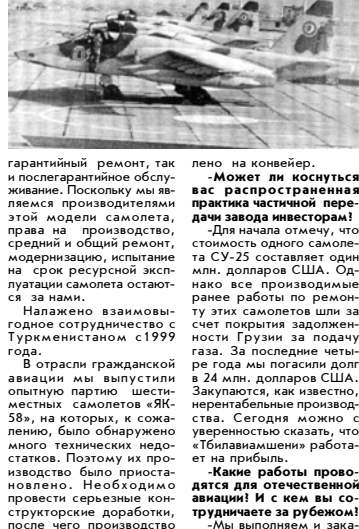 гарантийный ремонт, так
и послегарантийное обслу-
живание. Поскольку мы яв-
ляемся производителями
этой модели самолета,
права на производство,
средний и общий ремонт,
модернизацию, испытание
на срок ресурсной эксп-
луатации самолета остают-
ся за нами.
Налажено взаимовы-
годное сотрудничество с
Туркменистаном с1999
года.
В отрасли гражданской
авиации мы выпустили
опытную партию шести-
местных самолетов «ЯК-
58», на которых, к сожа-
лению, было обнаружено
много технических недо-
статков. Поэтому их про-
изводство было приоста-
новлено. Необходимо
провести серьезные кон-
структорские доработки,
после чего производство
лено на конвейер.
-Может ли коснуться
вас распространенная
практика частичной пере-
дачи завода инвесторам?
-Для начала отмечу, что
стоимость одного самоле-
та СУ-25 составляет один
млн. долларов США. Од-
нако все производимые
ранее работы по ремон-
ту этих самолетов шли за
счет покрытия задолжен-
ности Грузии за подачу
газа. За последние четы-
ре года мы погасили долг
в 24 млн. долларов США.
Закупаются, как известно,
нерентабельные производ-
ства. Сегодня можно с
уверенностью сказать, что
«Тбилавиамшени» работа-
ет на прибыль.
-Какие работы прово-
дятся для отечественной
авиации? И с кем вы со-
трудничаете за рубежом?
-Мы выполняем и зака-